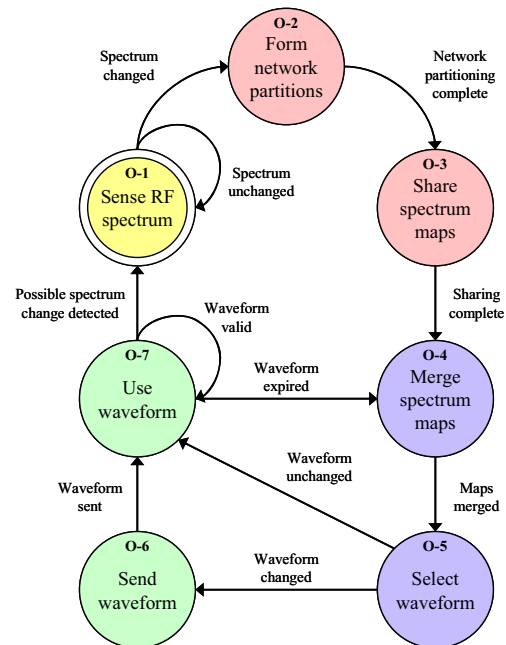 O-2
Form
network
partitions
Spectrum
changed
Network
partitioning
complete
O-1
Sense RF
spectrum
Spectrum
unchanged
O-3
Share
spectrum
maps
Possible spectrum
change detected
Waveform
valid
Sharing
complete
O-7
Use
waveform
Waveform
expired
O-4
Merge
spectrum
maps
Waveform
unchanged
Waveform
sent
Maps
merged
O-6
Send
waveform
Waveform
changed
O-5
Select
waveform